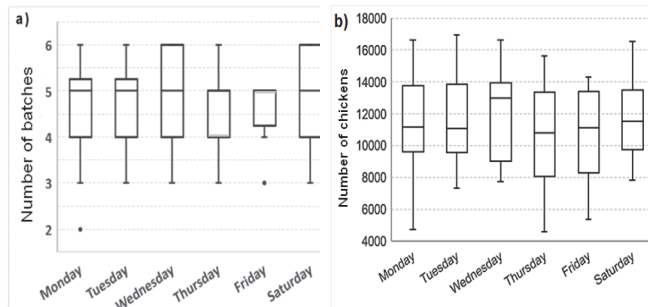 a)
Number of batches
6
5
4
3
2
Monday
Tuesday
Wednesday
Thursday
Friday
Saturday
b)
Number of chickens
18000
16000
14000
12000
10000
8000
6000
4000
Monday
Tuesday
Wednesday
Thursday
Friday
Saturday